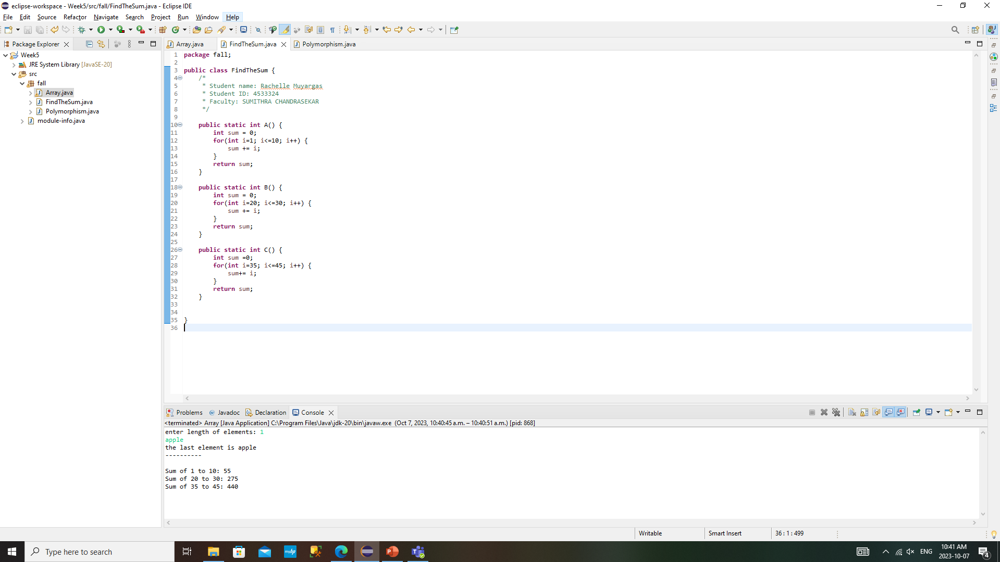 eclipse-workspace - Week5/src/fall/FindTheSum.java - Eclipse IDE
File Edit Source Refactor Navigate Search Project Run Window Help
Package Explorer
Week5
JRE System Library [JavaSE-20]
src
fall
Array.java
FindTheSum.java
Polymorphism.java
module-info.java
Array.java FindTheSum.java Polymorphism.java
1 package fall;
2
3 public class FindTheSum {
4 /*
5 * Student name: Rachelle Muyargas
6 * Student ID: 4533324
7 * Faculty: SUMITHRA CHANDRASEKAR
8 */
9
10 public static int A() {
11 int sum = 0;
12 for(int i=1; i<=10; i++) {
13 sum += i;
14 }
15 return sum;
16 }
17
18 public static int B() {
19 int sum = 0;
20 for(int i=20; i<=30; i++) {
21 sum += i;
22 }
23 return sum;
24 }
25
26 public static int C() {
27 int sum =0;
28 for(int i=35; i<=45; i++) {
29 sum+= i;
30 }
31 return sum;
32 }
33
34
35 }
36
Problems @ Javadoc Declaration Console
<terminated> Array [Java Application] C:\Program Files\Java\jdk-20\bin\javaw.exe (Oct 7, 2023, 10:40:45 a.m. – 10:40:51 a.m.) [pid: 868]
enter length of elements: 1
apple
the last element is apple
----------
Sum of 1 to 10: 55
Sum of 20 to 30: 275
Sum of 35 to 45: 440
Writable Smart Insert 36 : 1 : 499
Type here to search
myhp
ENG
10:41 AM
2023-10-07
4